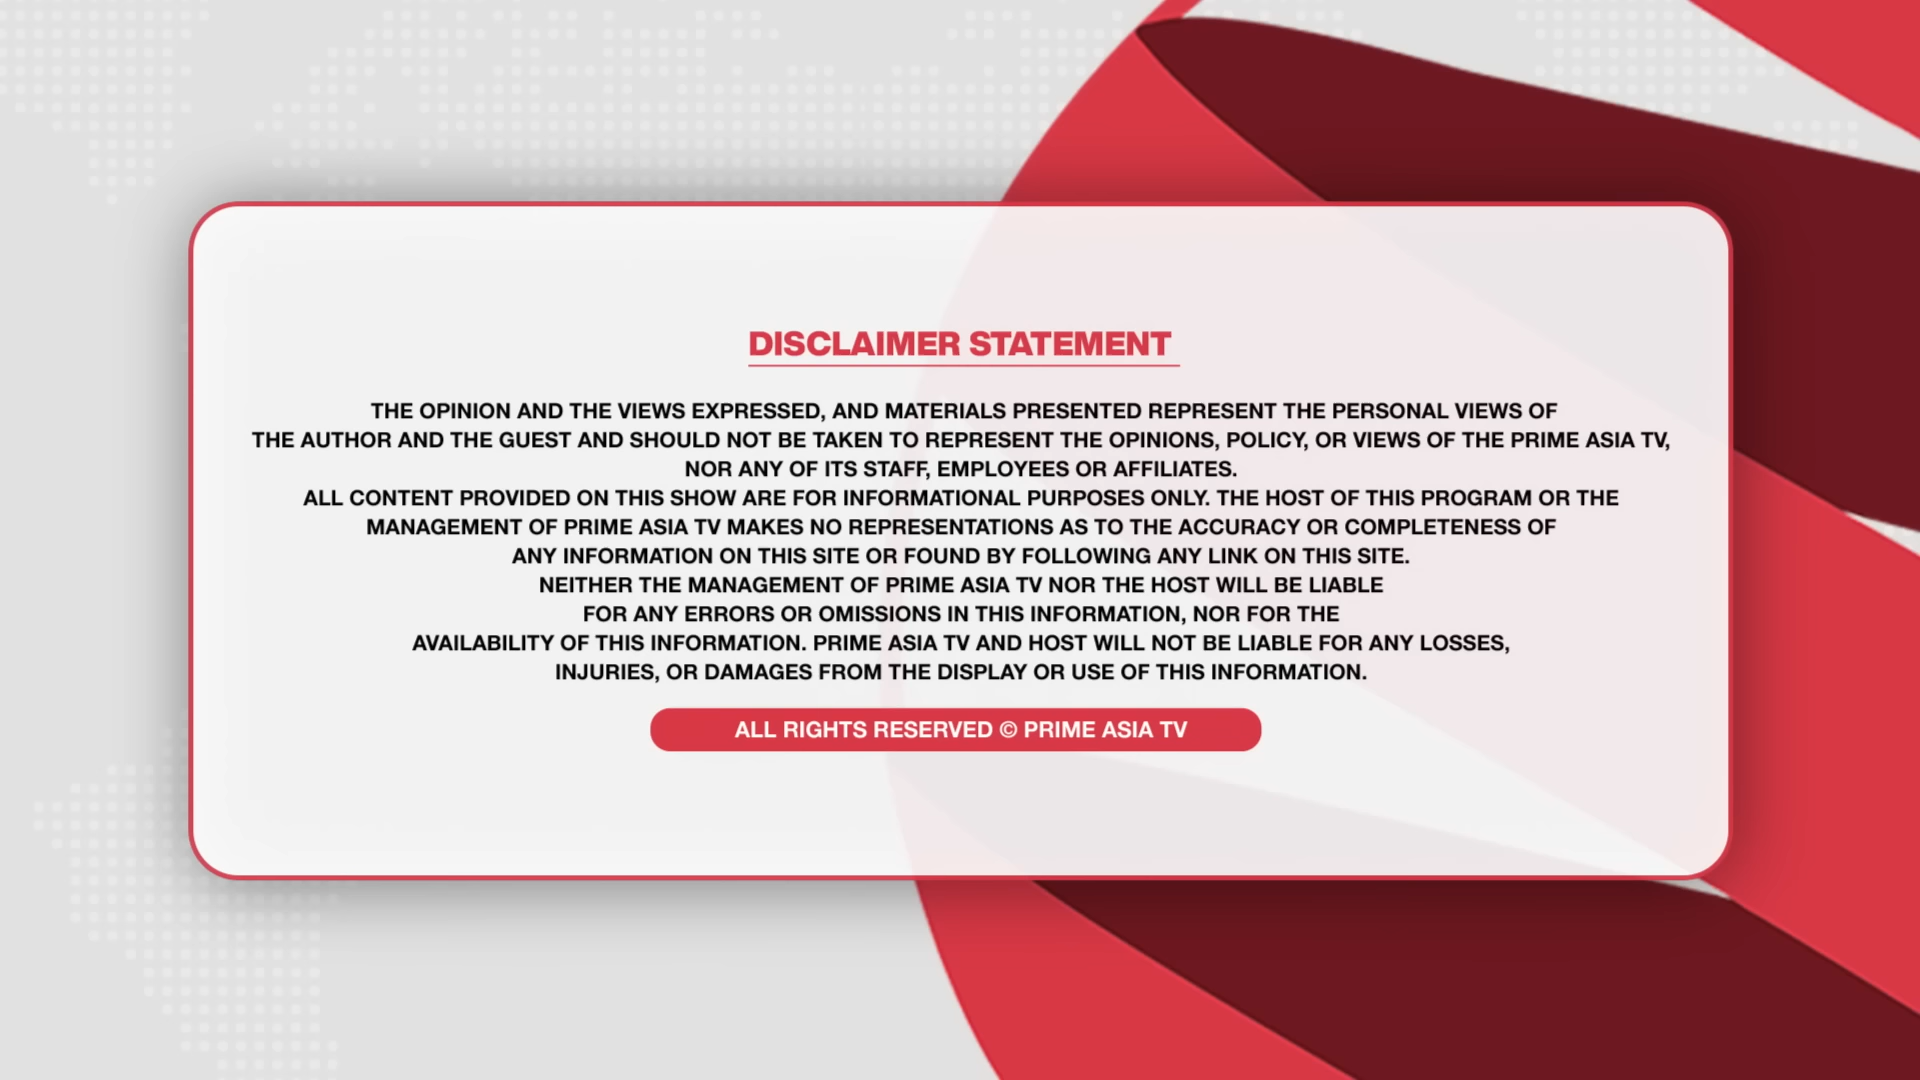 DISCLAIMER STATEMENT
THE OPINION AND THE VIEWS EXPRESSED, AND MATERIALS PRESENTED REPRESENT THE PERSONAL VIEWS OF
THE AUTHOR AND THE GUEST AND SHOULD NOT BE TAKEN TO REPRESENT THE OPINIONS, POLICY, OR VIEWS OF THE PRIME ASIA TV,
NOR ANY OF ITS STAFF, EMPLOYEES OR AFFILIATES.
ALL CONTENT PROVIDED ON THIS SHOW ARE FOR INFORMATIONAL PURPOSES ONLY. THE HOST OF THIS PROGRAM OR THE
MANAGEMENT OF PRIME ASIA TV MAKES NO REPRESENTATIONS AS TO THE ACCURACY OR COMPLETENESS OF
ANY INFORMATION ON THIS SITE OR FOUND BY FOLLOWING ANY LINK ON THIS SITE.
NEITHER THE MANAGEMENT OF PRIME ASIA TV NOR THE HOST WILL BE LIABLE
FOR ANY ERRORS OR OMISSIONS IN THIS INFORMATION, NOR FOR THE
AVAILABILITY OF THIS INFORMATION. PRIME ASIA TV AND HOST WILL NOT BE LIABLE FOR ANY LOSSES,
INJURIES, OR DAMAGES FROM THE DISPLAY OR USE OF THIS INFORMATION.
ALL RIGHTS RESERVED © PRIME ASIA TV